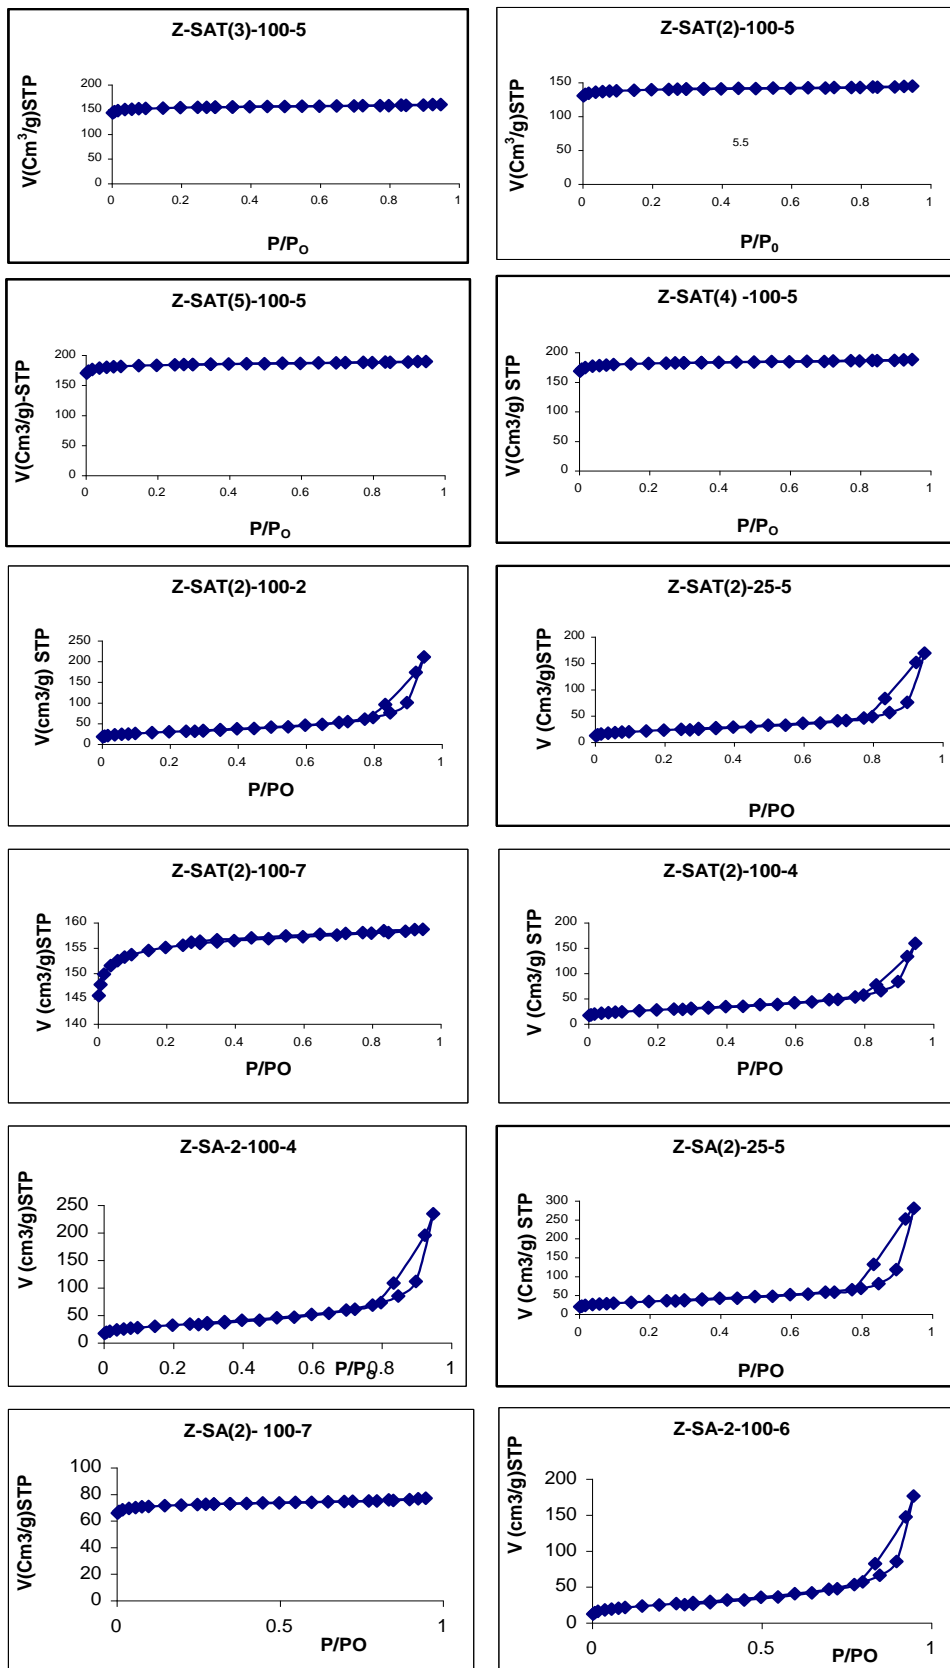 Z-SAT(3)-100-5
V(Cm³/g)STP
200
150
100
50
0
0 0.2 0.4 0.6 0.8 1
P/Pₒ
Z-SAT(2)-100-5
V(Cm³/g)STP
150
100
50
0
5.5
0 0.2 0.4 0.6 0.8 1
P/P₀
Z-SAT(5)-100-5
V(Cm3/g)-STP
200
150
100
50
0
0 0.2 0.4 0.6 0.8 1
P/Pₒ
Z-SAT(4) -100-5
V(Cm3/g) STP
200
150
100
50
0
0 0.2 0.4 0.6 0.8 1
P/Pₒ
Z-SAT(2)-100-2
V(cm3/g) STP
250
200
150
100
50
0
0 0.2 0.4 0.6 0.8 1
P/PO
Z-SAT(2)-25-5
V (Cm3/g)STP
200
150
100
50
0
0 0.2 0.4 0.6 0.8 1
P/PO
Z-SAT(2)-100-7
V (cm3/g)STP
160
155
150
145
140
0 0.2 0.4 0.6 0.8 1
P/PO
Z-SAT(2)-100-4
V (Cm3/g) STP
200
150
100
50
0
0 0.2 0.4 0.6 0.8 1
P/PO
Z-SA-2-100-4
V (cm3/g)STP
250
200
150
100
50
0
0 0.2 0.4 0.6 0.8 1
P/Pₒ
Z-SA(2)-25-5
V (Cm3/g) STP
300
250
200
150
100
50
0
0 0.2 0.4 0.6 0.8 1
P/PO
Z-SA(2)- 100-7
V(Cm3/g)STP
100
80
60
40
20
0
0 0.5 1
P/PO
Z-SA-2-100-6
V (cm3/g)STP
200
150
100
50
0
0 0.5 1
P/PO